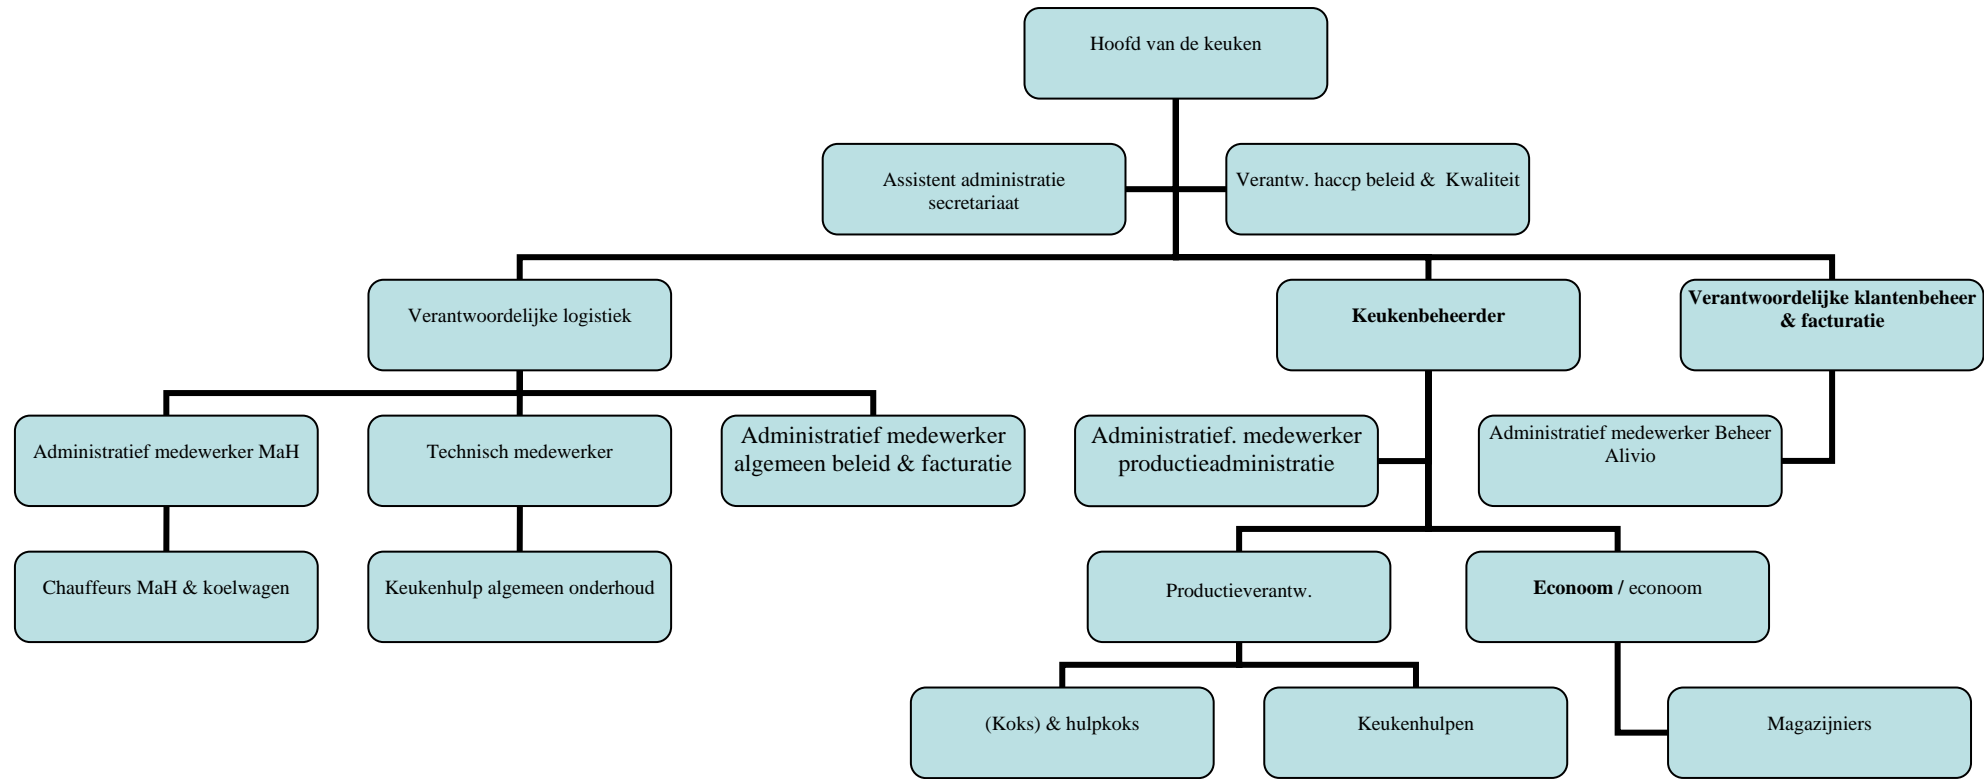 Hoofd van de keuken
Assistent administratie
secretariaat
Verantw. haccp beleid & Kwaliteit
Verantwoordelijke logistiek
Keukenbeheerder
Verantwoordelijke klantenbeheer
& facturatie
Administratief medewerker MaH
Technisch medewerker
Administratief medewerker
algemeen beleid & facturatie
Administratief. medewerker
productieadministratie
Administratief medewerker Beheer
Alivio
Chauffeurs MaH & koelwagen
Keukenhulp algemeen onderhoud
Productieverantw.
Econoom / econoom
(Koks) & hulpkoks
Keukenhulpen
Magazijniers